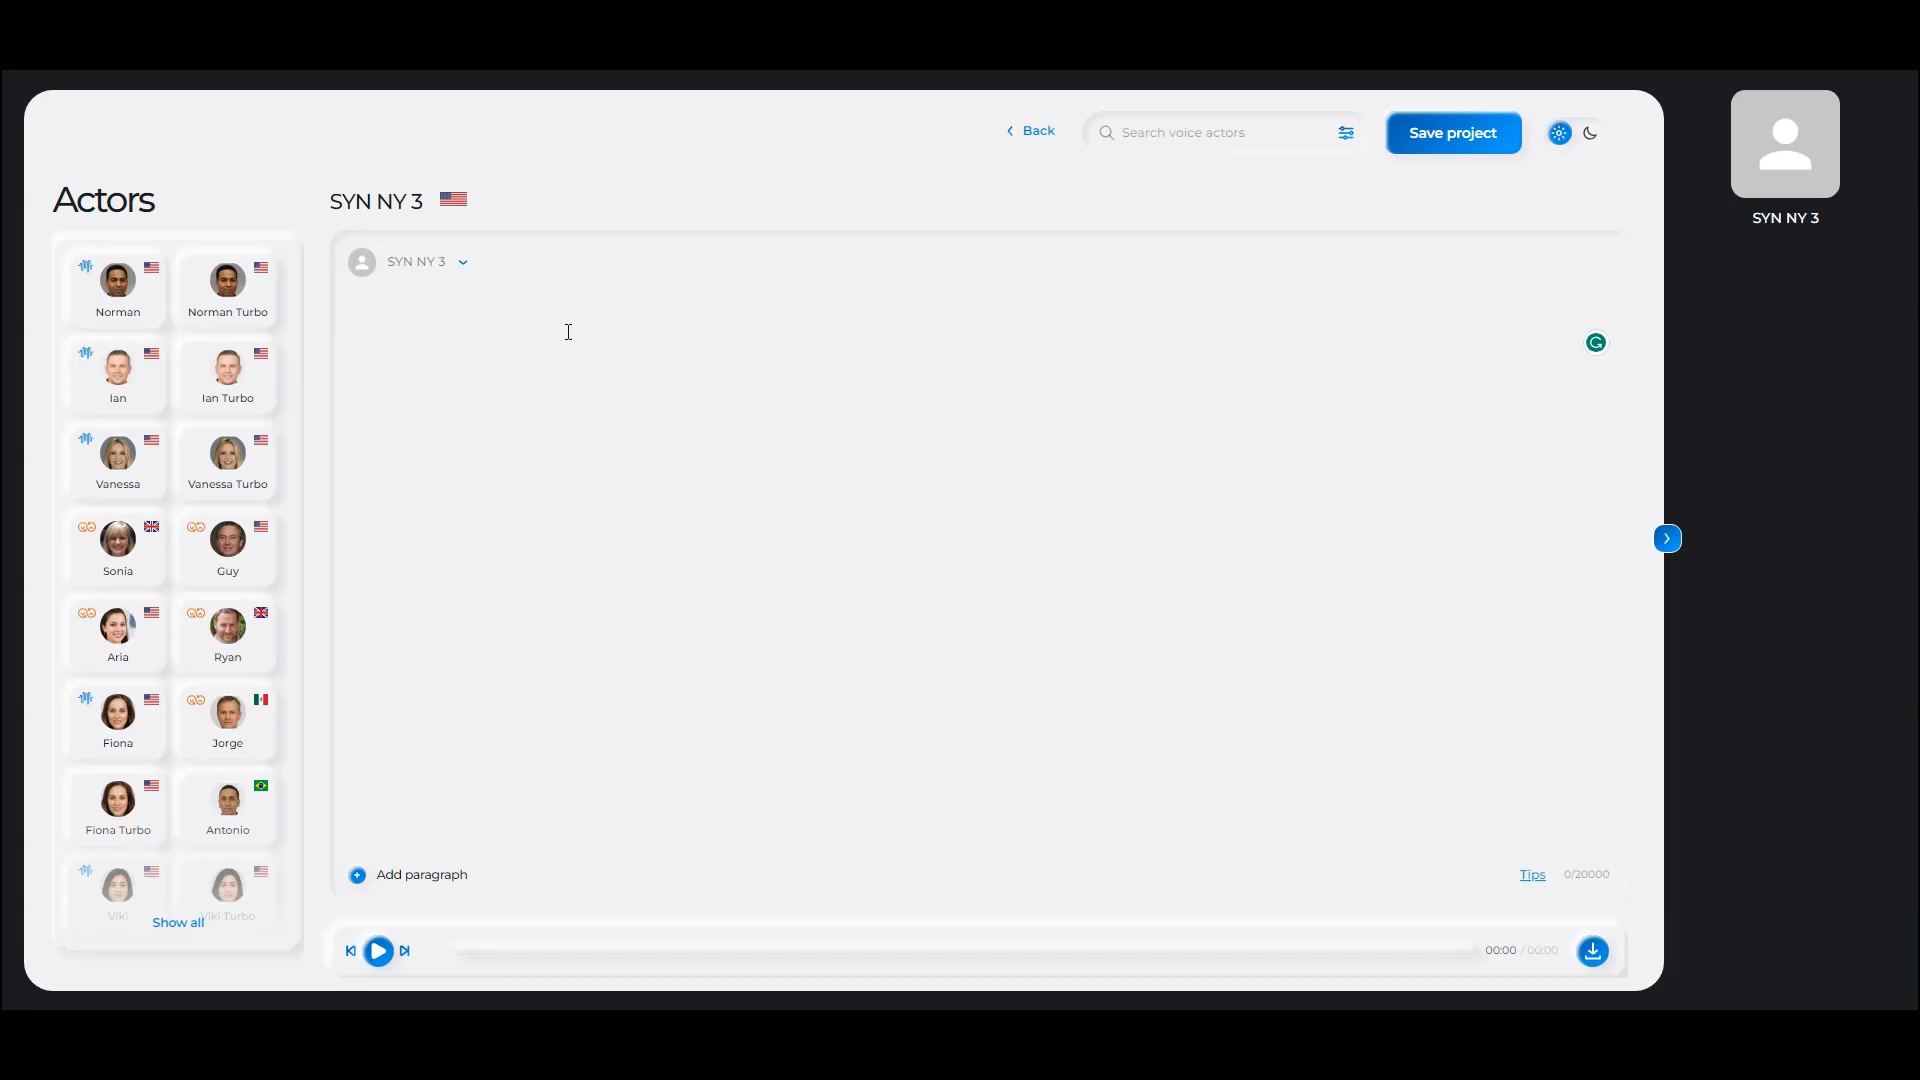 Back
Search voice actors
Save project
SYN NY 3
Actors
SYN NY 3
SYN NY 3
Norman
Norman Turbo
Ian
Ian Turbo
Vanessa
Vanessa Turbo
Sonia
Guy
Aria
Ryan
Fiona
Jorge
Fiona Turbo
Antonio
Viki
Viki Turbo
Show all
Add paragraph
Tips
0/20000
00:00 / 00:00